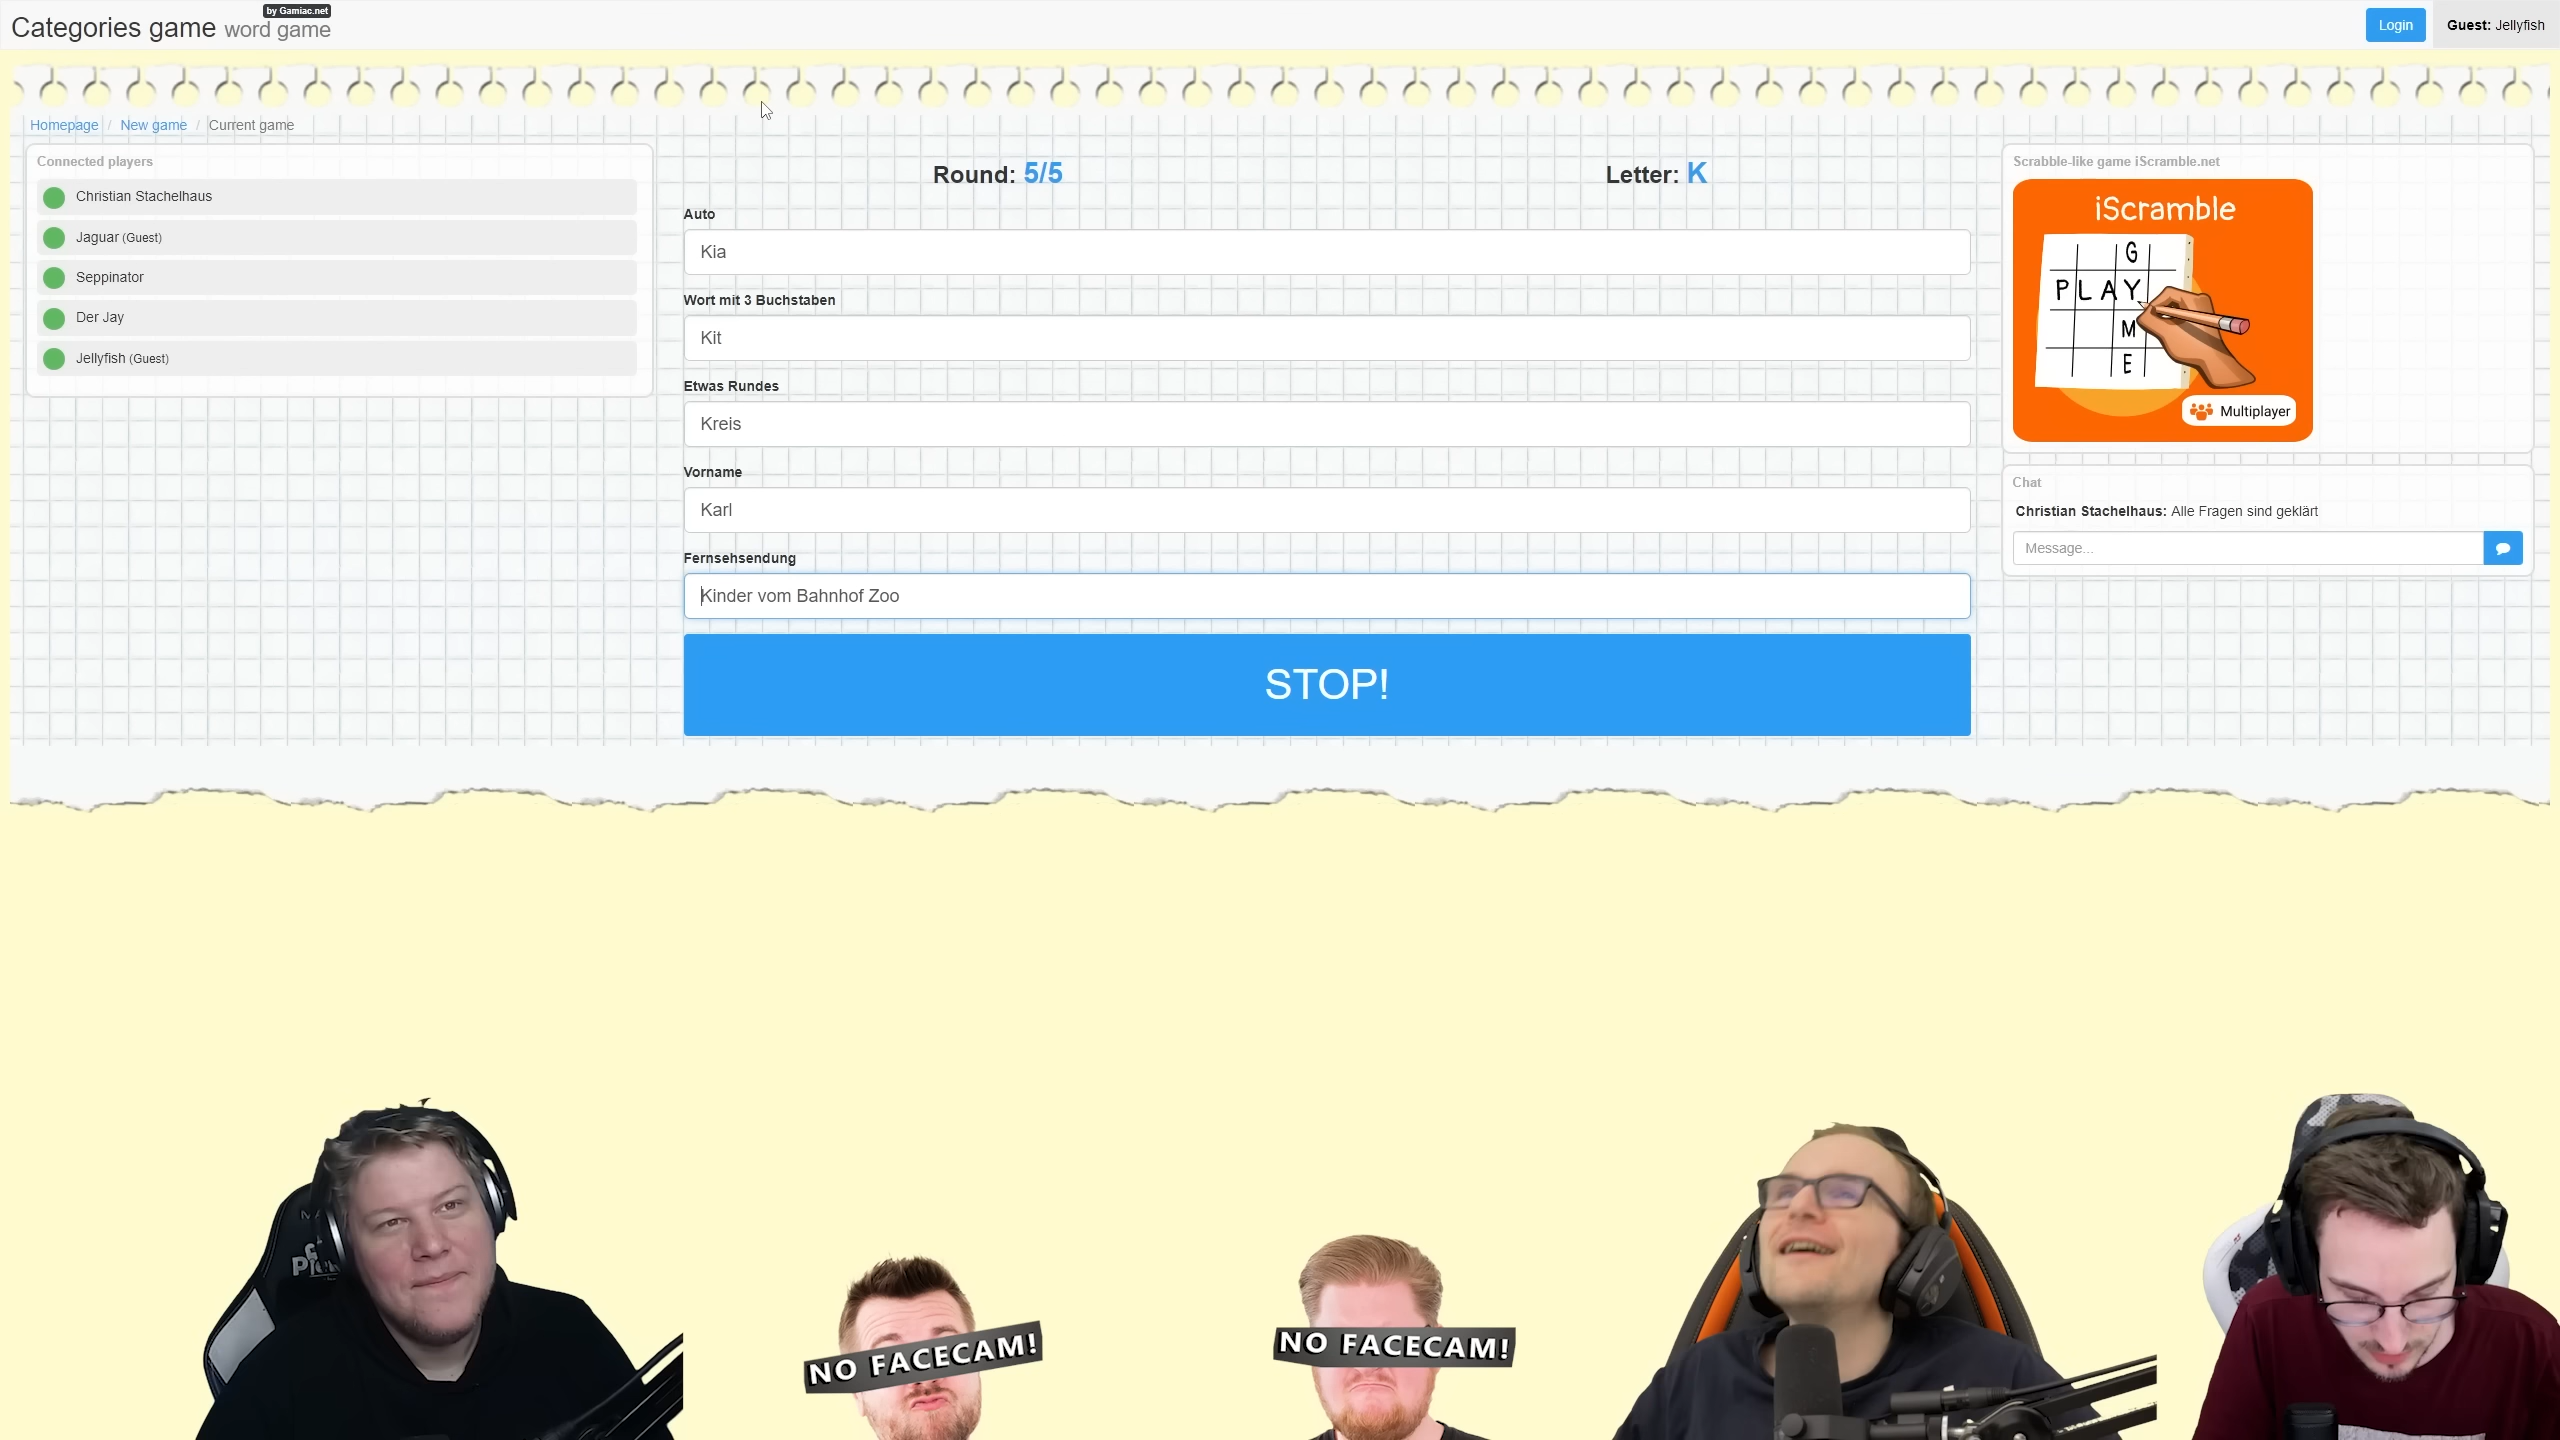 by Gamiac.net
Categories game word game
Login
Guest: Jellyfish
Homepage / New game / Current game
Connected players
Christian Stachelhaus
Jaguar (Guest)
Seppinator
Der Jay
Jellyfish (Guest)
Round: 5/5
Letter: K
Auto
Kia
Wort mit 3 Buchstaben
Kit
Etwas Rundes
Kreis
Vorname
Karl
Fernsehsendung
Kinder vom Bahnhof Zoo
STOP!
Scrabble-like game iScramble.net
iScramble
G
PLAY
M
E
Multiplayer
Chat
Christian Stachelhaus: Alle Fragen sind geklärt
Message...
NO FACECAM!
NO FACECAM!